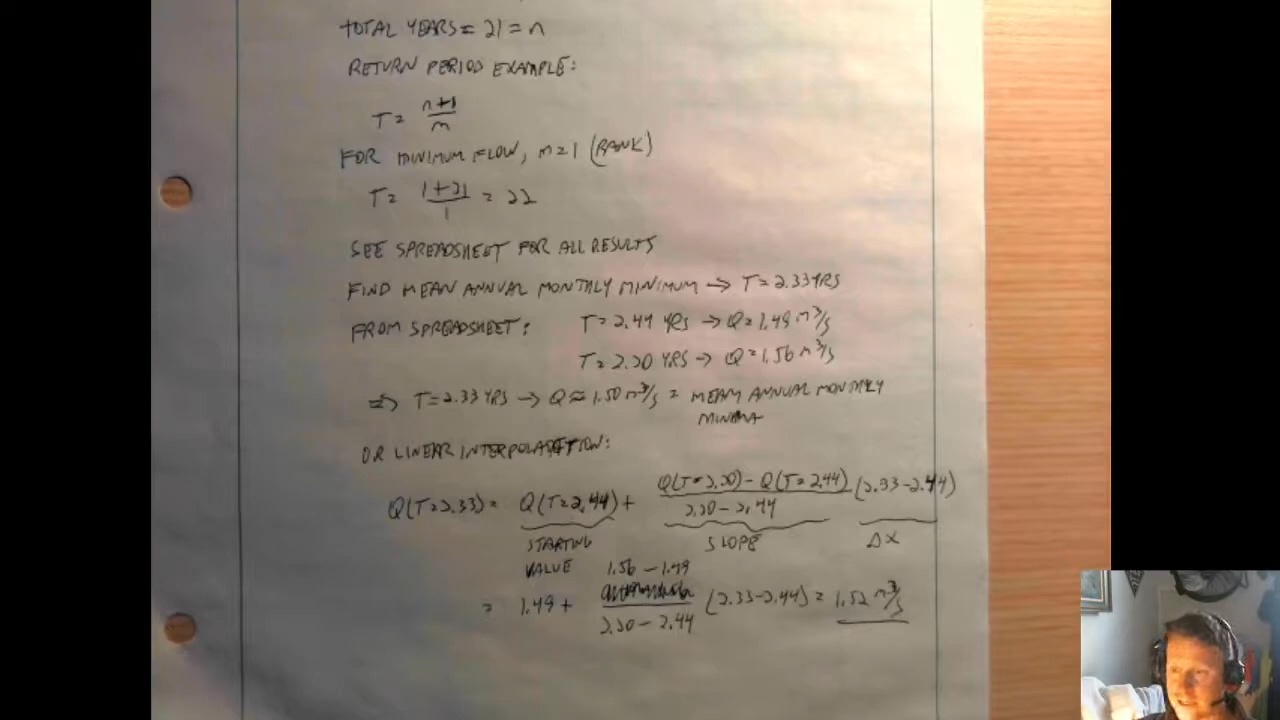 TOTAL YEARS = 21 = n
RETURN PERIOD EXAMPLE:
T = n+1
m
FOR MINIMUM FLOW, m=1 (RANK)
T = 1+21 = 22
1
SEE SPREADSHEET FOR ALL RESULTS
FIND MEAN ANNUAL MONTHLY MINIMUM → T=2.33YRS
FROM SPREADSHEET: T=2.44 YRS → Q=1.49 m³/s
T=2.20 YRS → Q=1.56 m³/s
⇒ T=2.33 YRS → Q≈1.50 m³/s = MEAN ANNUAL MONTHLY
MINIMA
OR LINEAR INTERPOLATION:
Q(T=2.33) = Q(T=2.44) + Q(T=2.20) - Q(T=2.44) (2.33-2.44)
2.20 - 2.44
STARTING SLOPE ΔX
VALUE 1.56 - 1.49
= 1.49 + (2.33-2.44) = 1.52 m³/s
2.20 - 2.44